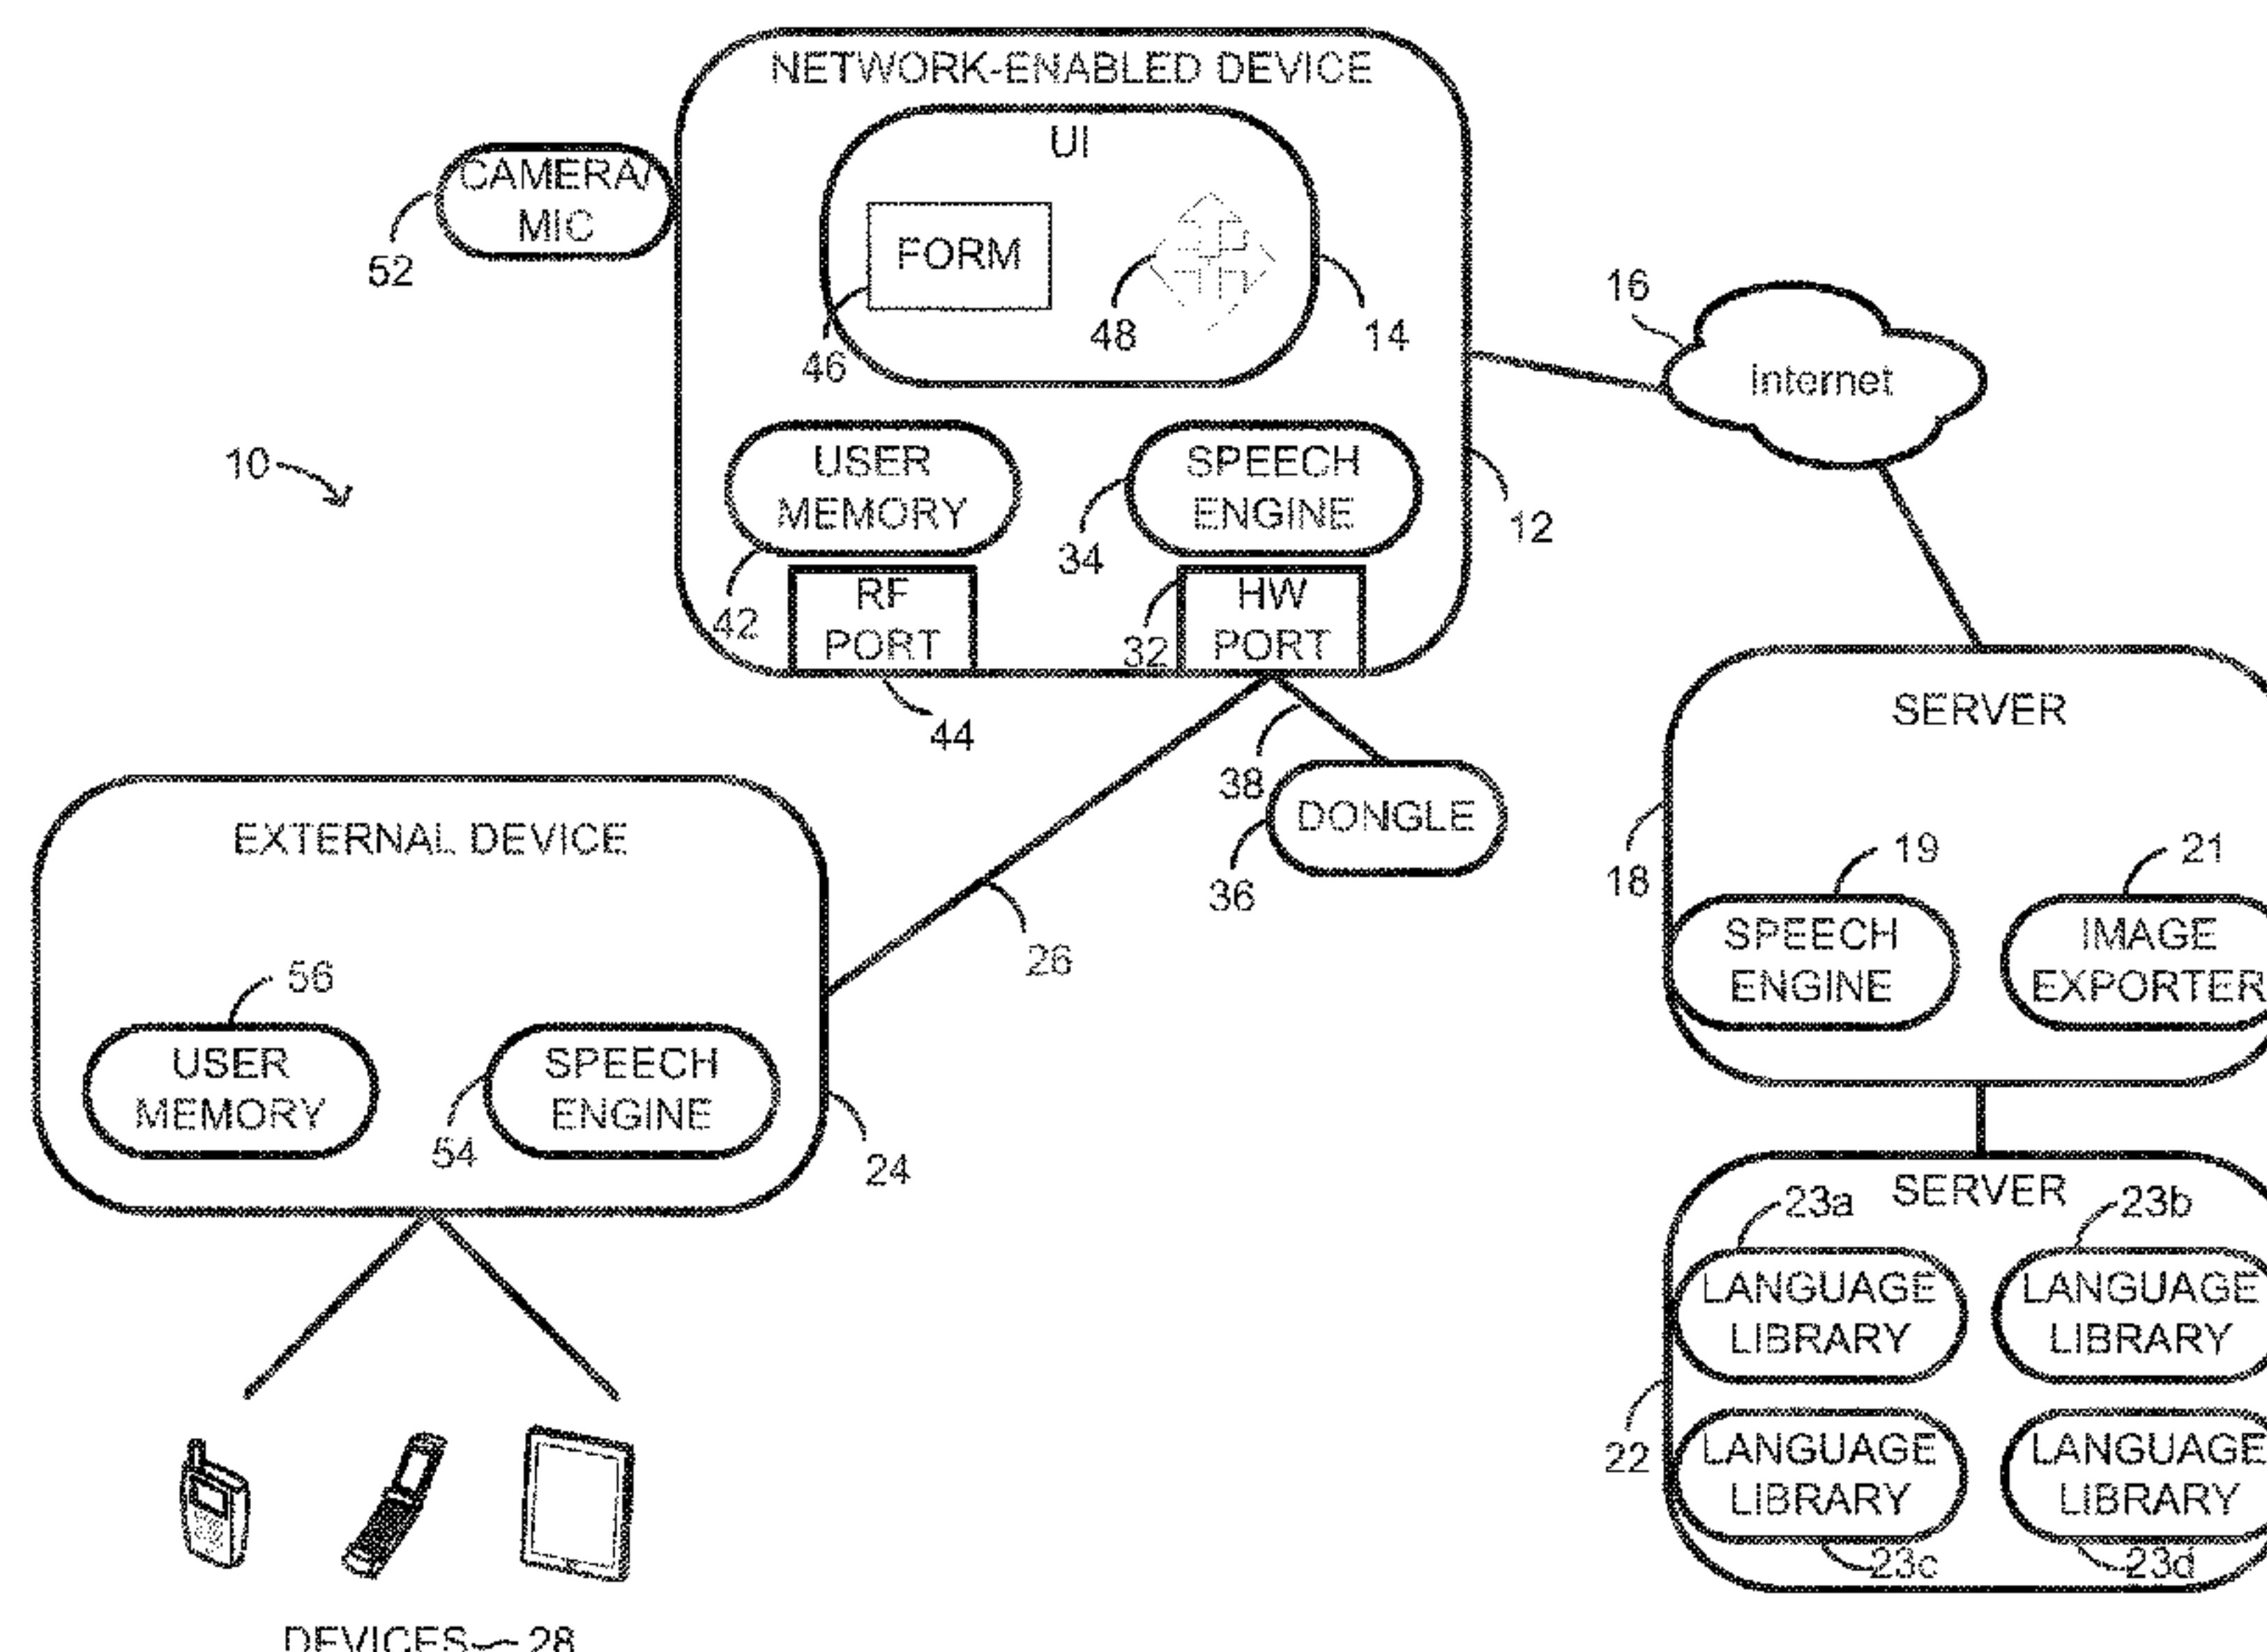 NETWORK-ENABLED DEVICE
UI
CAMERA/
MIC
52
FORM
46
48
14
16
Internet
10
USER
MEMORY
42
SPEECH
ENGINE
34
12
RF
PORT
44
HW
PORT
32
38
DONGLE
36
26
EXTERNAL DEVICE
56
USER
MEMORY
SPEECH
ENGINE
54
24
DEVICES 28
SERVER
18
19
SPEECH
ENGINE
21
IMAGE
EXPORTER
SERVER
22
23a
LANGUAGE
LIBRARY
23b
LANGUAGE
LIBRARY
LANGUAGE
LIBRARY
23c
LANGUAGE
LIBRARY
23d